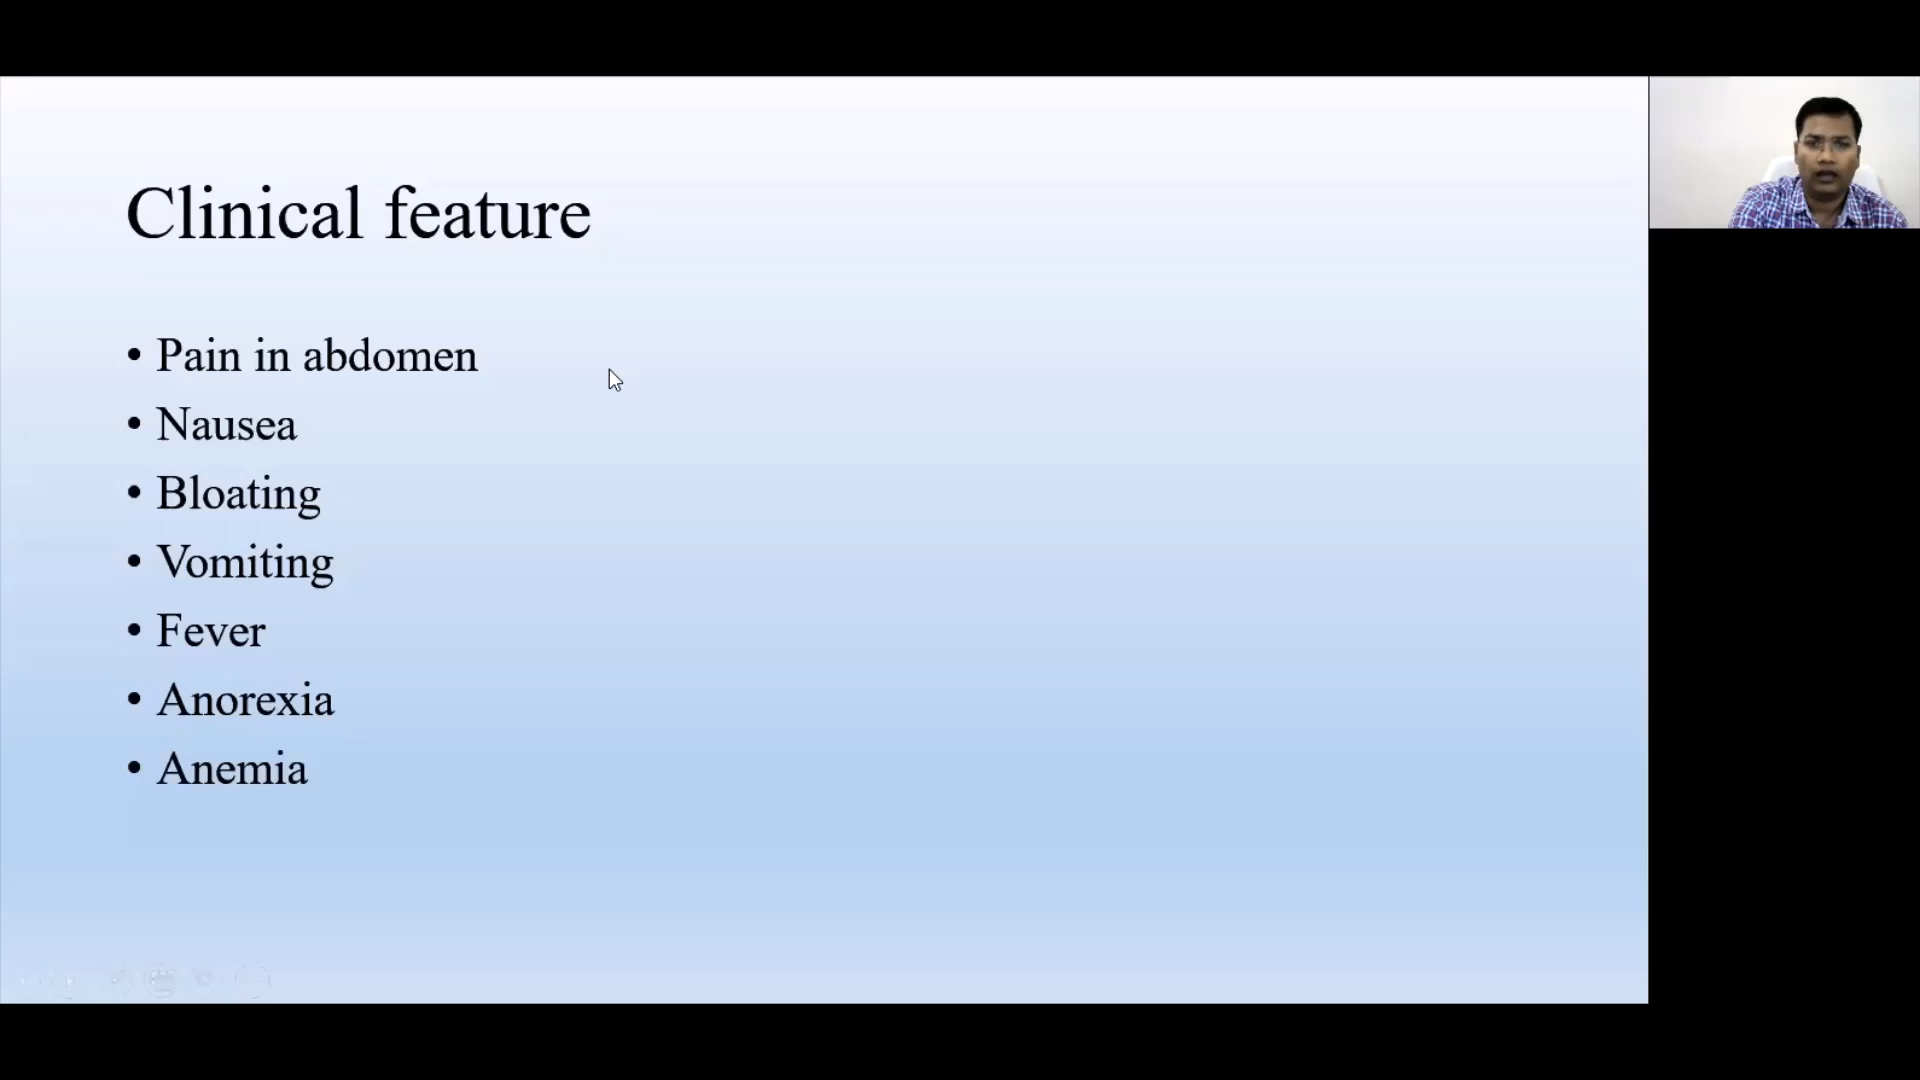 Clinical feature
• Pain in abdomen
• Nausea
• Bloating
• Vomiting
• Fever
• Anorexia
• Anemia